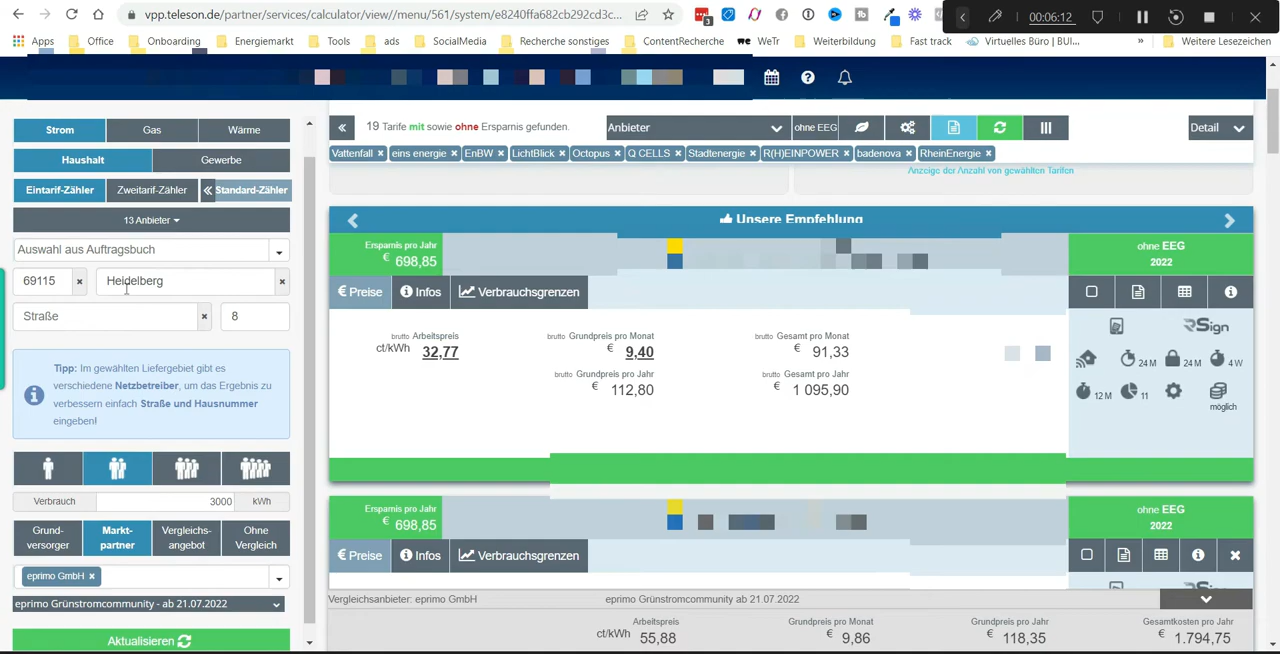 vpp.teleson.de/partner/services/calculator/view//menu/561/system/e8240ffa682cb292cd3c...
3
00:06:12
Apps
Office
Onboardi
Energiemarkt
Tools
ads
SocialMedia
Recherche sonstiges
ContentRecherche
WeTr
Weiterbildung
Fast track
Virtuelles Büro | BUI...
»
Weitere Lesezeichen
Strom Gas Wärme
Haushalt Gewerbe
Eintarif-Zähler Zweitarif-Zähler « Standard-Zähler
13 Anbieter
Auswahl aus Auftragsbuch
69115 × Heidelberg ×
Straße × 8
Tipp: Im gewählten Liefergebiet gibt es
verschiedene Netzbetreiber, um das Ergebnis zu
verbessern einfach Straße und Hausnummer
eingeben!
Verbrauch 3000 kWh
Grund-
versorger
Markt-
partner
Vergleichs-
angebot
Ohne
Vergleich
eprimo GmbH ×
eprimo Grünstromcommunity - ab 21.07.2022
Aktualisieren
« 19 Tarife mit sowie ohne Ersparnis gefunden.
Anbieter
ohne EEG
Detail
Vattenfall × eins energie × EnBW × LichtBlick × Octopus × Q CELLS × Stadtenergie × R(H)EINPOWER × badenova × RheinEnergie ×
Anzeige der Anzahl von gewählten Tarifen
Unsere Empfehlung
Ersparnis pro Jahr
€ 698,85
ohne EEG
2022
€ Preise Infos Verbrauchsgrenzen
brutto Arbeitspreis
ct/kWh 32,77
brutto Grundpreis pro Monat
€ 9,40
brutto Grundpreis pro Jahr
€ 112,80
brutto Gesamt pro Monat
€ 91,33
brutto Gesamt pro Jahr
€ 1 095,90
RSign
24 M 24 M 4 W
12 M 11
möglich
Ersparnis pro Jahr
€ 698,85
ohne EEG
2022
€ Preise Infos Verbrauchsgrenzen
Vergleichsanbieter: eprimo GmbH
eprimo Grünstromcommunity ab 21.07.2022
Arbeitspreis
ct/kWh 55,88
Grundpreis pro Monat
€ 9,86
Grundpreis pro Jahr
€ 118,35
Gesamtkosten pro Jahr
€ 1.794,75